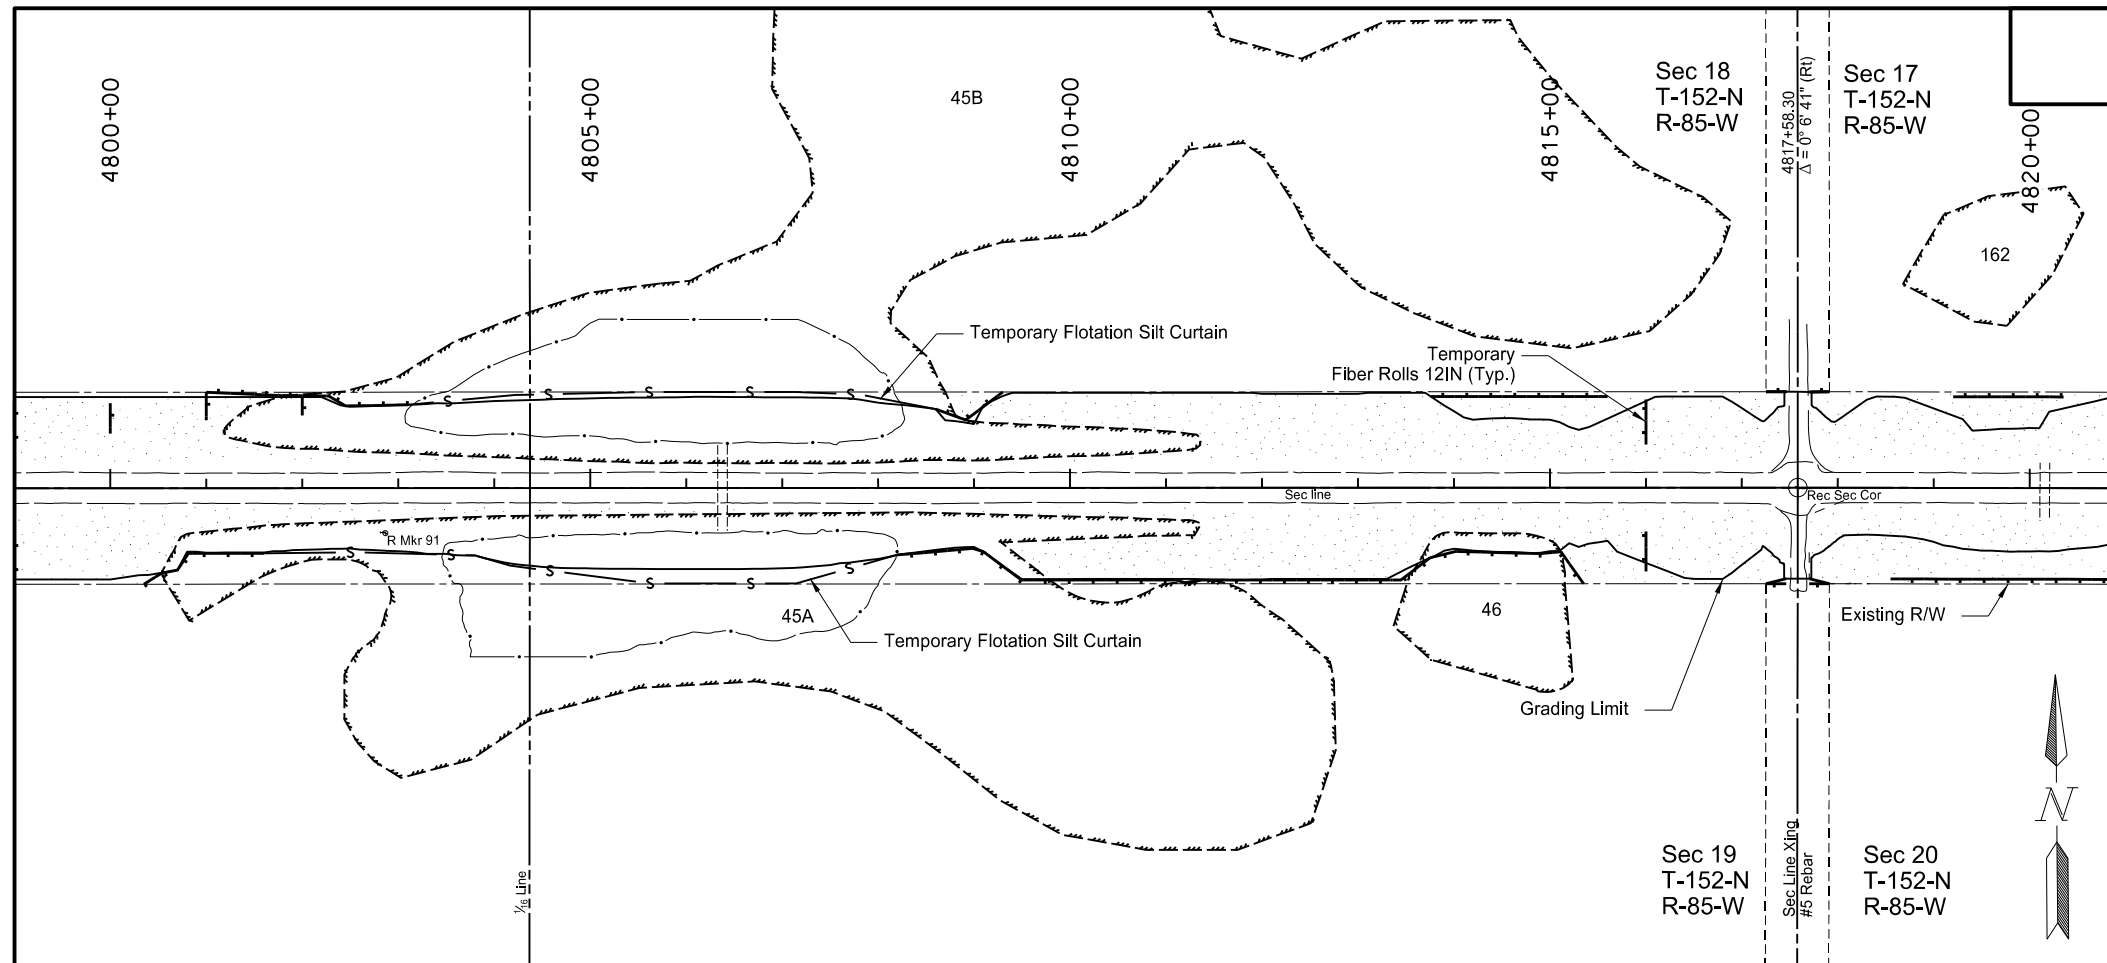 4800+00
4805+00
45B
4810+00
4815+00
Sec 18
T-152-N
R-85-W
4817+58.30
Δ = 0° 6' 41" (Rt)
Sec 17
T-152-N
R-85-W
4820+00
162
Temporary Flotation Silt Curtain
Temporary
Fiber Rolls 12IN (Typ.)
Sec line
Rec Sec Cor
R Mkr 91
S
S
S
S
S
S
S
S
S
S
S
45A
Temporary Flotation Silt Curtain
46
Existing R/W
Grading Limit
N
1/16 Line
Sec 19
T-152-N
R-85-W
Sec Line Xing
#5 Rebar
Sec 20
T-152-N
R-85-W